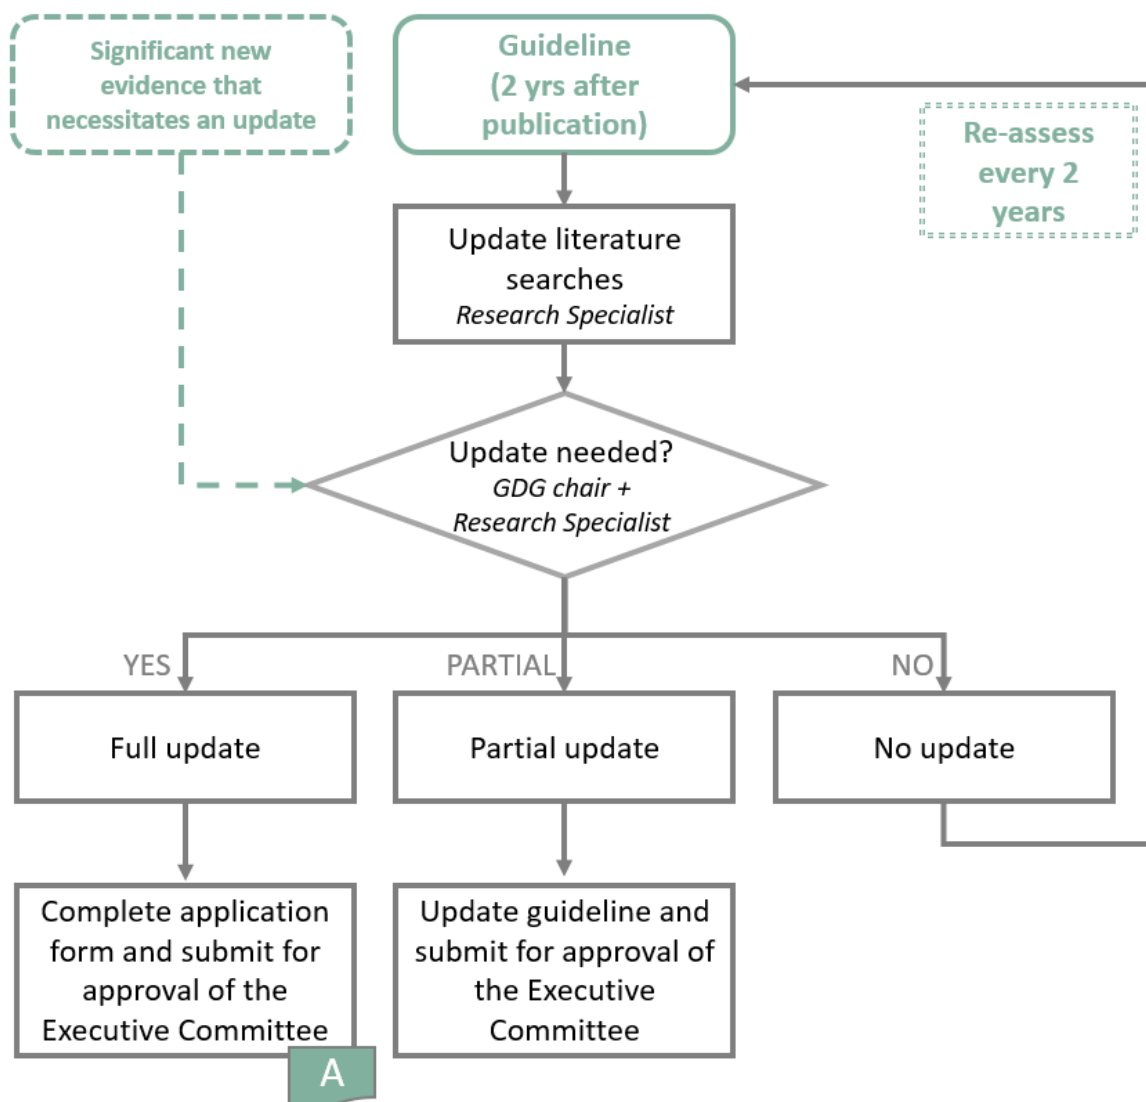 Significant new
evidence that
necessitates an update
Guideline
(2 yrs after
publication)
Re-assess
every 2
years
Update literature
searches
Research Specialist
Update needed?
GDG chair +
Research Specialist
YES
PARTIAL
NO
Full update
Partial update
No update
Complete application
form and submit for
approval of the
Executive Committee
A
Update guideline and
submit for approval of
the Executive
Committee